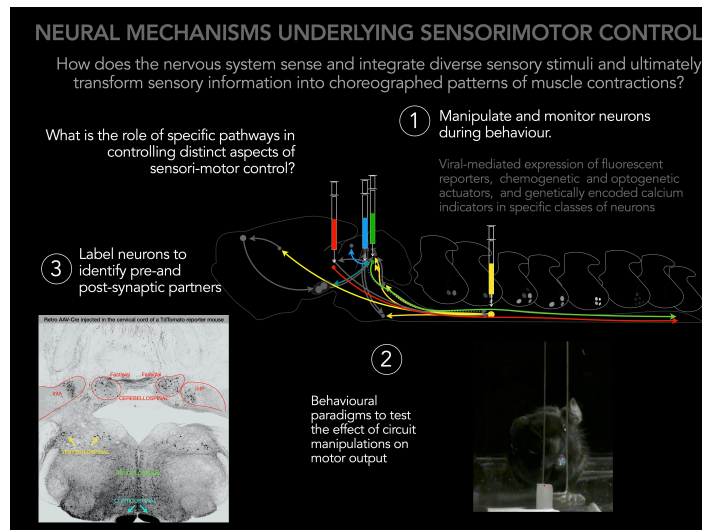 NEURAL MECHANISMS UNDERLYING SENSORIMOTOR CONTROL
How does the nervous system sense and integrate diverse sensory stimuli and ultimately
transform sensory information into choreographed patterns of muscle contractions?
What is the role of specific pathways in
controlling distinct aspects of
sensori-motor control?
1
Manipulate and monitor neurons
during behaviour.
Viral-mediated expression of fluorescent
reporters, chemogenetic and optogenetic
actuators, and genetically encoded calcium
indicators in specific classes of neurons
3
Label neurons to
identify pre-and
post-synaptic partners
Retro AAV-Cre injected in the cervical cord of a TdTomato reporter mouse
Fastigial Fastigial
CEREBELLOSPINAL
2
Behavioural
paradigms to test
the effect of circuit
manipulations on
motor output